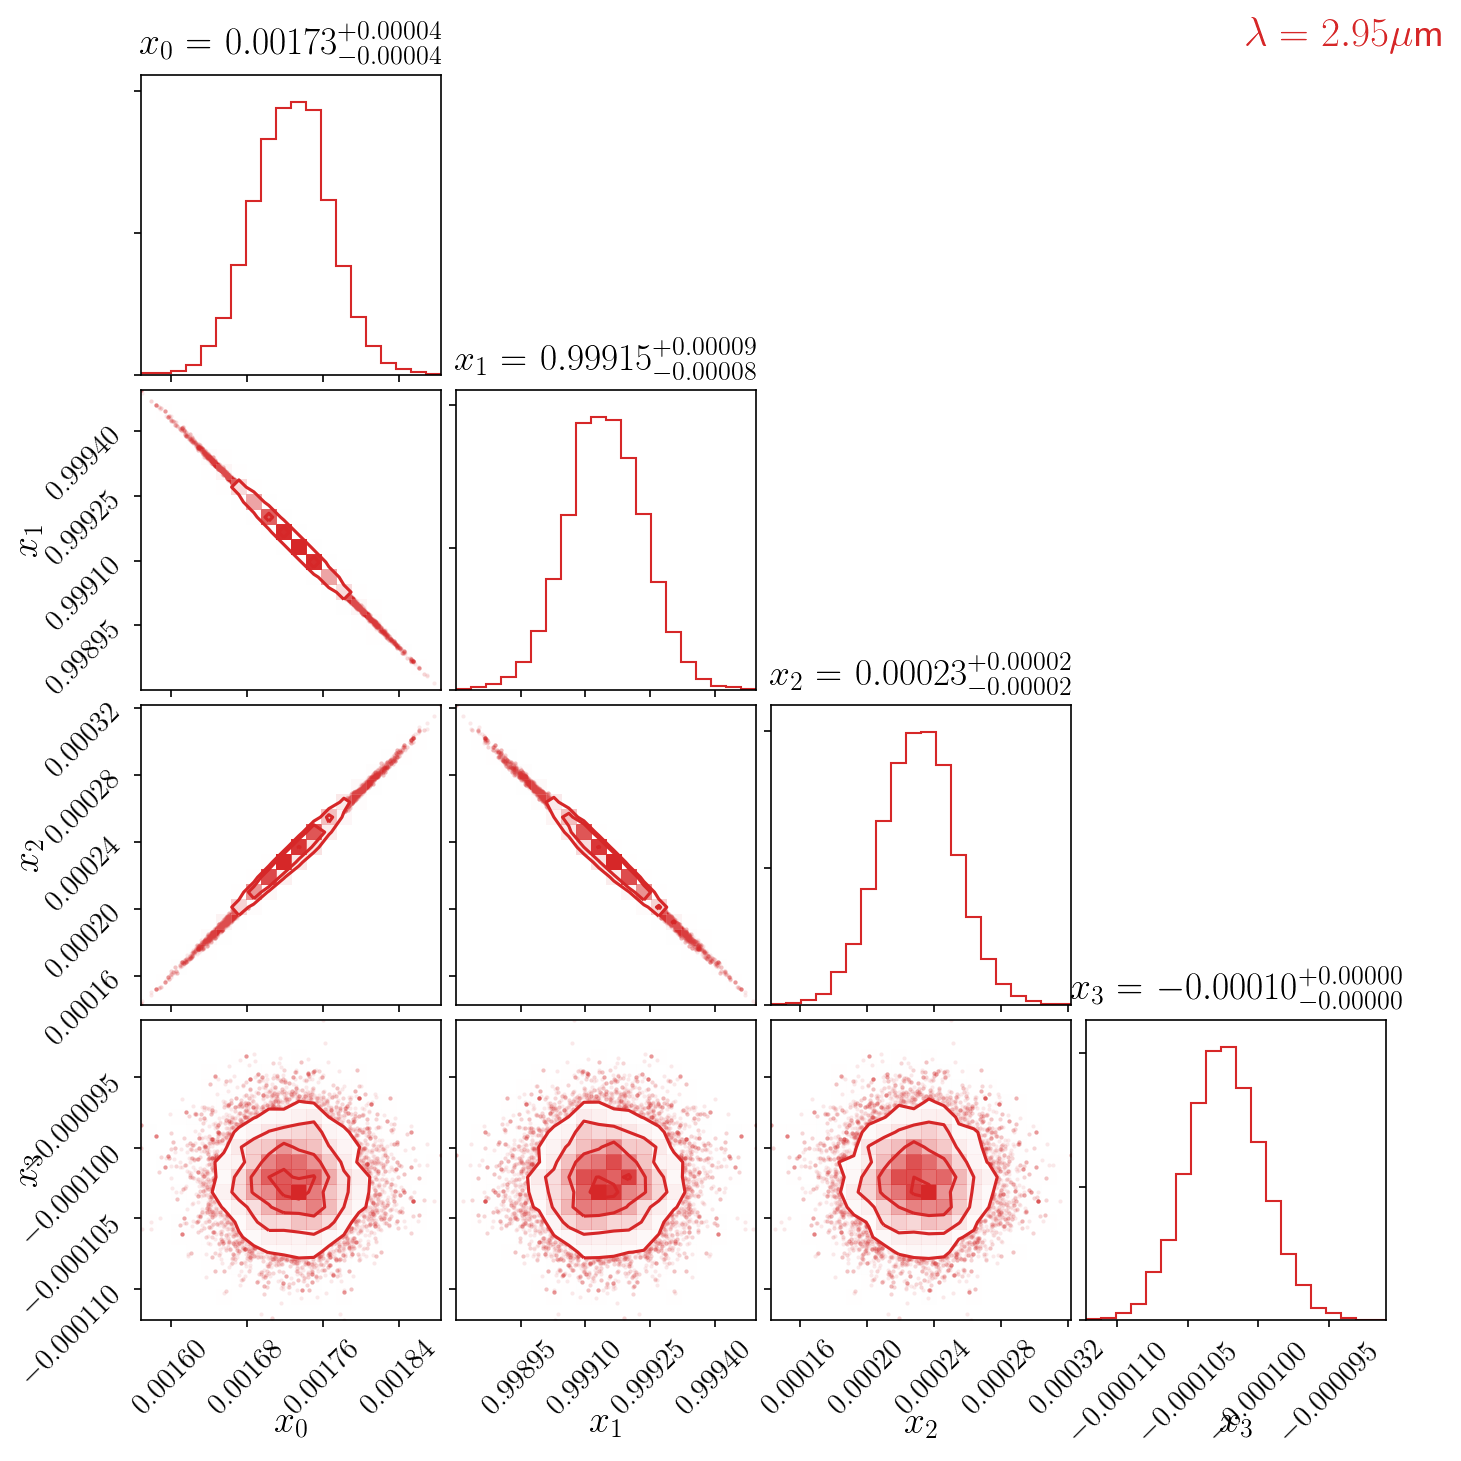 λ = 2.95μm
x₀ = 0.00173 +0.00004 −0.00004
x₁ = 0.99915 +0.00009 −0.00008
x₁
0.99940
0.99925
0.99910
0.99895
x₂ = 0.00023 +0.00002 −0.00002
x₂
0.00032
0.00028
0.00024
0.00020
0.00016
x₃ = −0.00010 +0.00000 −0.00000
x₃
−0.000095
−0.000100
−0.000105
−0.000110
0.00160 0.00168 0.00176 0.00184
0.99895 0.99910 0.99925 0.99940
0.00016 0.00020 0.00024 0.00028 0.00032
−0.000110 −0.000105 −0.000100 −0.000095
x₀ x₁ x₂ x₃